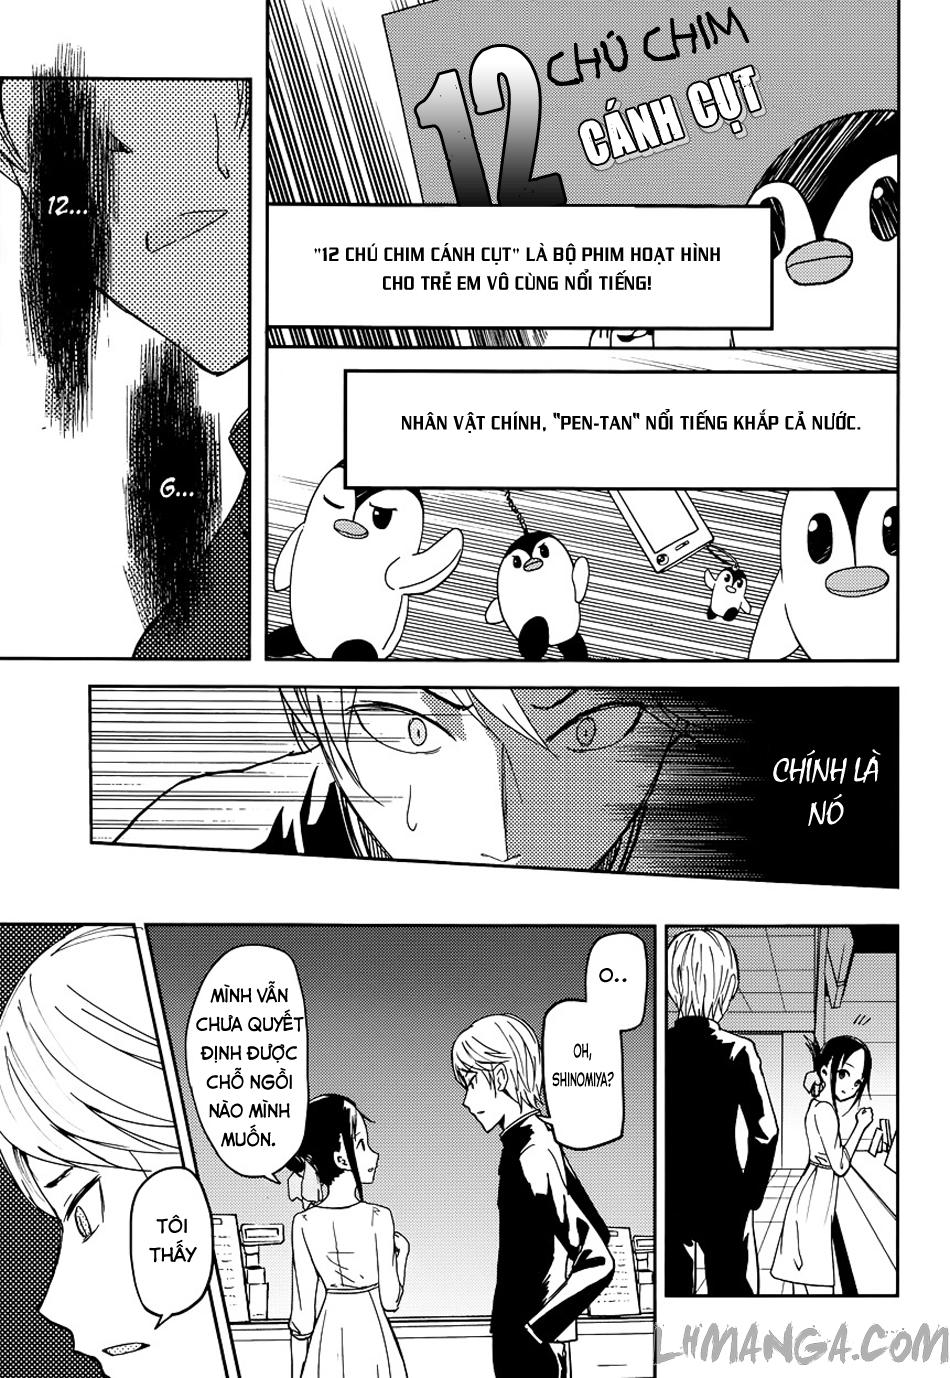 12 CHÚ CHIM
CÁNH CỤT
"12 CHÚ CHIM CÁNH CỤT" LÀ BỘ PHIM HOẠT HÌNH
CHO TRẺ EM VÔ CÙNG NỔI TIẾNG!
NHÂN VẬT CHÍNH, "PEN-TAN" NỔI TIẾNG KHẮP CẢ NƯỚC.
12...
6...
CHÍNH LÀ
NÓ
O..
OH,
SHINOMIYA?
MÌNH VẪN
CHƯA QUYẾT
ĐỊNH ĐƯỢC
CHỖ NGỒI
NÀO MÌNH
MUỐN.
TÔI
THẤY
LHMANGA.COM